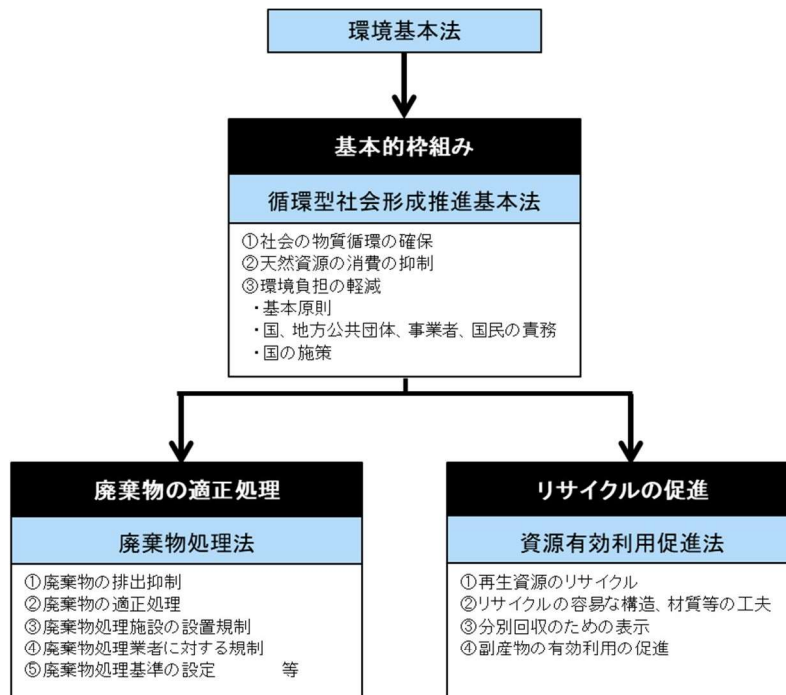 環境基本法
基本的枠組み
循環型社会形成推進基本法
①社会の物質循環の確保
②天然資源の消費の抑制
③環境負担の軽減
・基本原則
・国、地方公共団体、事業者、国民の責務
・国の施策
廃棄物の適正処理
廃棄物処理法
①廃棄物の排出抑制
②廃棄物の適正処理
③廃棄物処理施設の設置規制
④廃棄物処理業者に対する規制
⑤廃棄物処理基準の設定　　　　等
リサイクルの促進
資源有効利用促進法
①再生資源のリサイクル
②リサイクルの容易な構造、材質等の工夫
③分別回収のための表示
④副産物の有効利用の促進